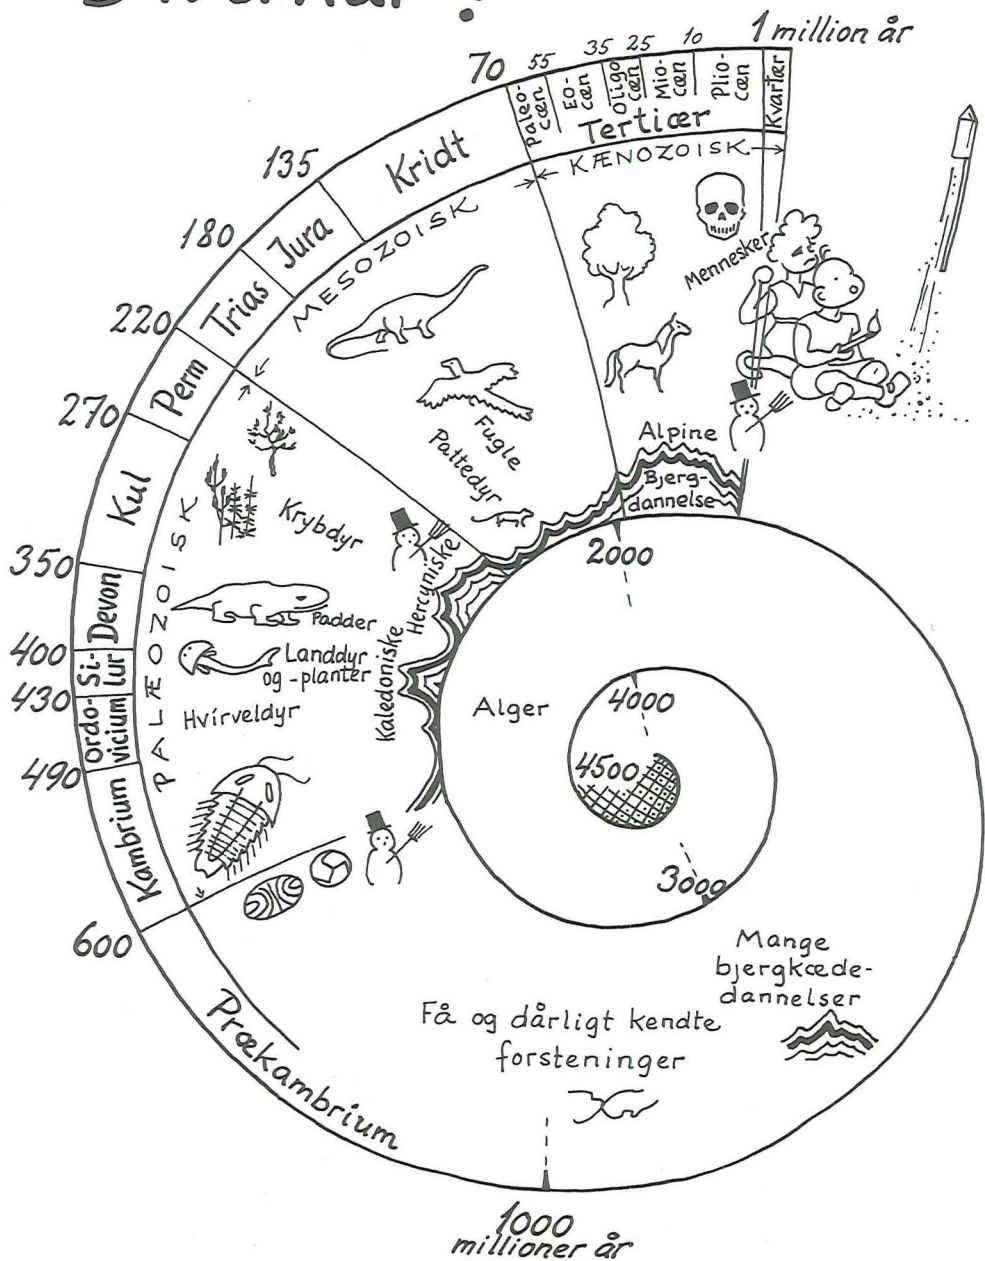 1 million år
10
25
35
55
70
135
180
220
270
350
400
430
490
600
Kvartær
Plio-
cæn
Mio-
cæn
Oligo
cæn
Eo-
cæn
Paleo-
cæn
Tertiær
KÆNOZOISK
Kridt
Jura
Trias
MESOZOISK
Perm
Kul
Devon
Si-
lur
Ordo-
vicium
Kambrium
PALÆOZOISK
Prækambrium
Mennesker
Fugle
Pattedyr
Alpine
Bjerg-
dannelse
Krybdyr
Hercyniske
Padder
Landdyr
og -planter
Kaledoniske
Hvirveldyr
2000
Alger
4000
4500
3000
Mange
bjergkæde-
dannelser
Få og dårligt kendte
forsteninger
1000
millioner år